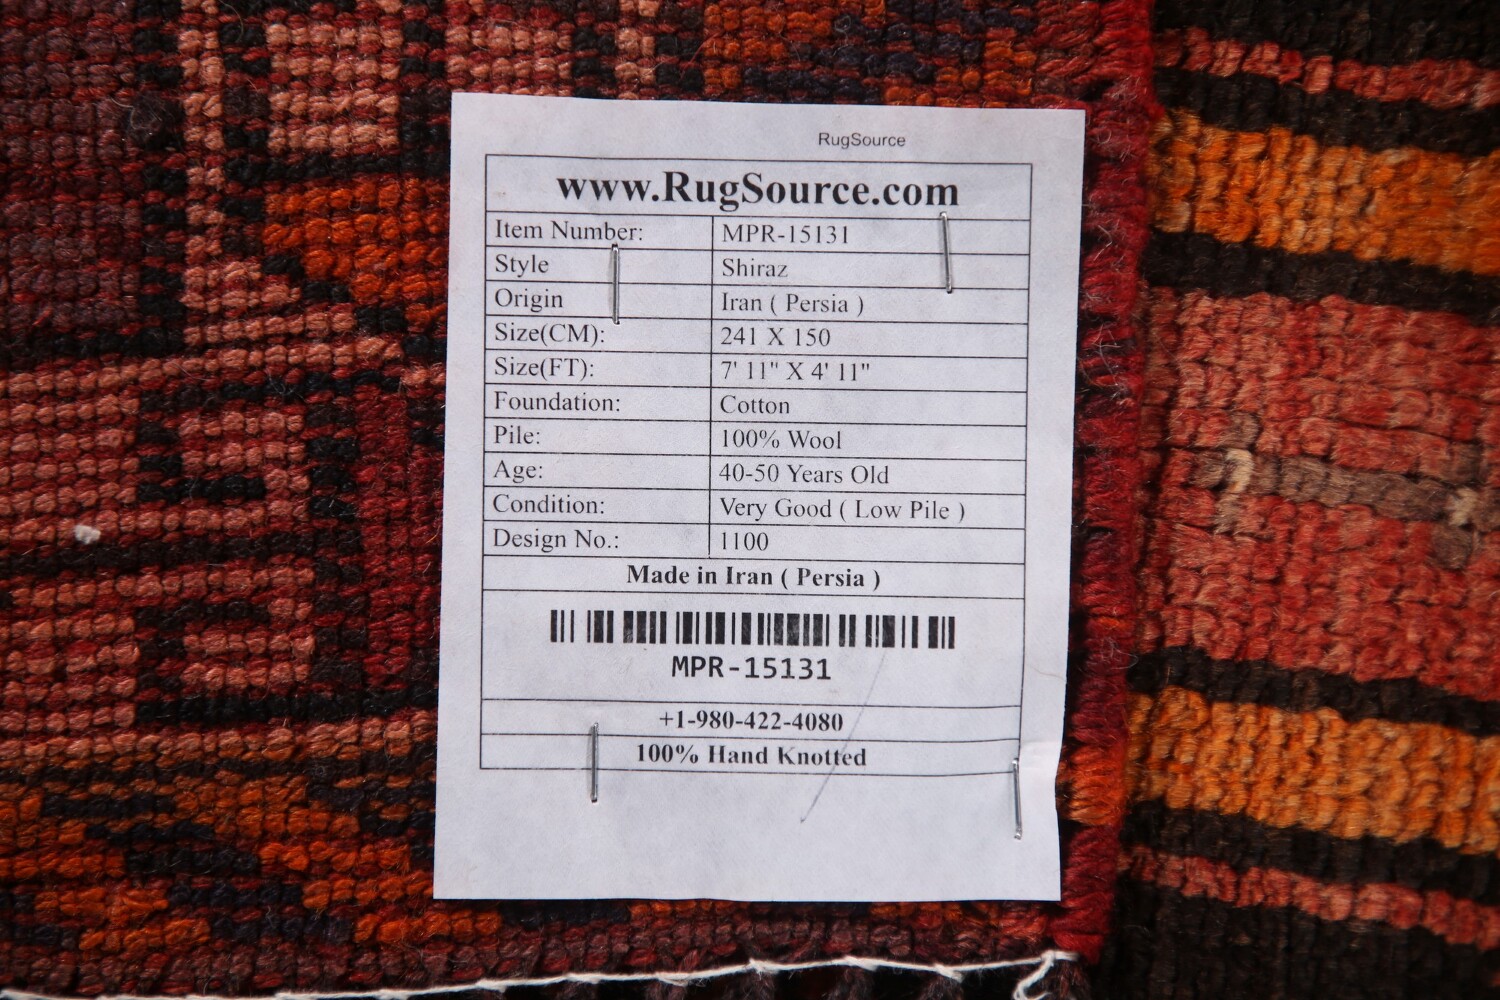 RugSource
www.RugSource.com
Item Number: MPR-15131
Style Shiraz
Origin Iran ( Persia )
Size(CM): 241 X 150
Size(FT): 7' 11" X 4' 11"
Foundation: Cotton
Pile: 100% Wool
Age: 40-50 Years Old
Condition: Very Good ( Low Pile )
Design No.: 1100
Made in Iran ( Persia )
MPR-15131
+1-980-422-4080
100% Hand Knotted